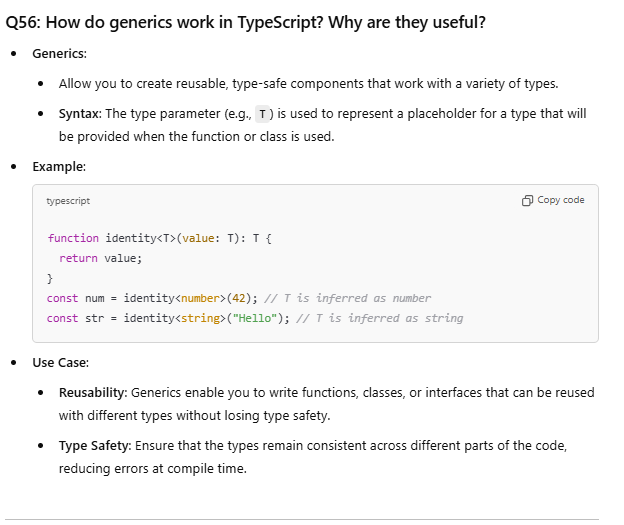 Q56: How do generics work in TypeScript? Why are they useful?
• Generics:
• Allow you to create reusable, type-safe components that work with a variety of types.
• Syntax: The type parameter (e.g., T ) is used to represent a placeholder for a type that will
be provided when the function or class is used.
• Example:
typescript
Copy code
function identity<T>(value: T): T {
  return value;
}
const num = identity<number>(42); // T is inferred as number
const str = identity<string>("Hello"); // T is inferred as string
• Use Case:
• Reusability: Generics enable you to write functions, classes, or interfaces that can be reused
with different types without losing type safety.
• Type Safety: Ensure that the types remain consistent across different parts of the code,
reducing errors at compile time.